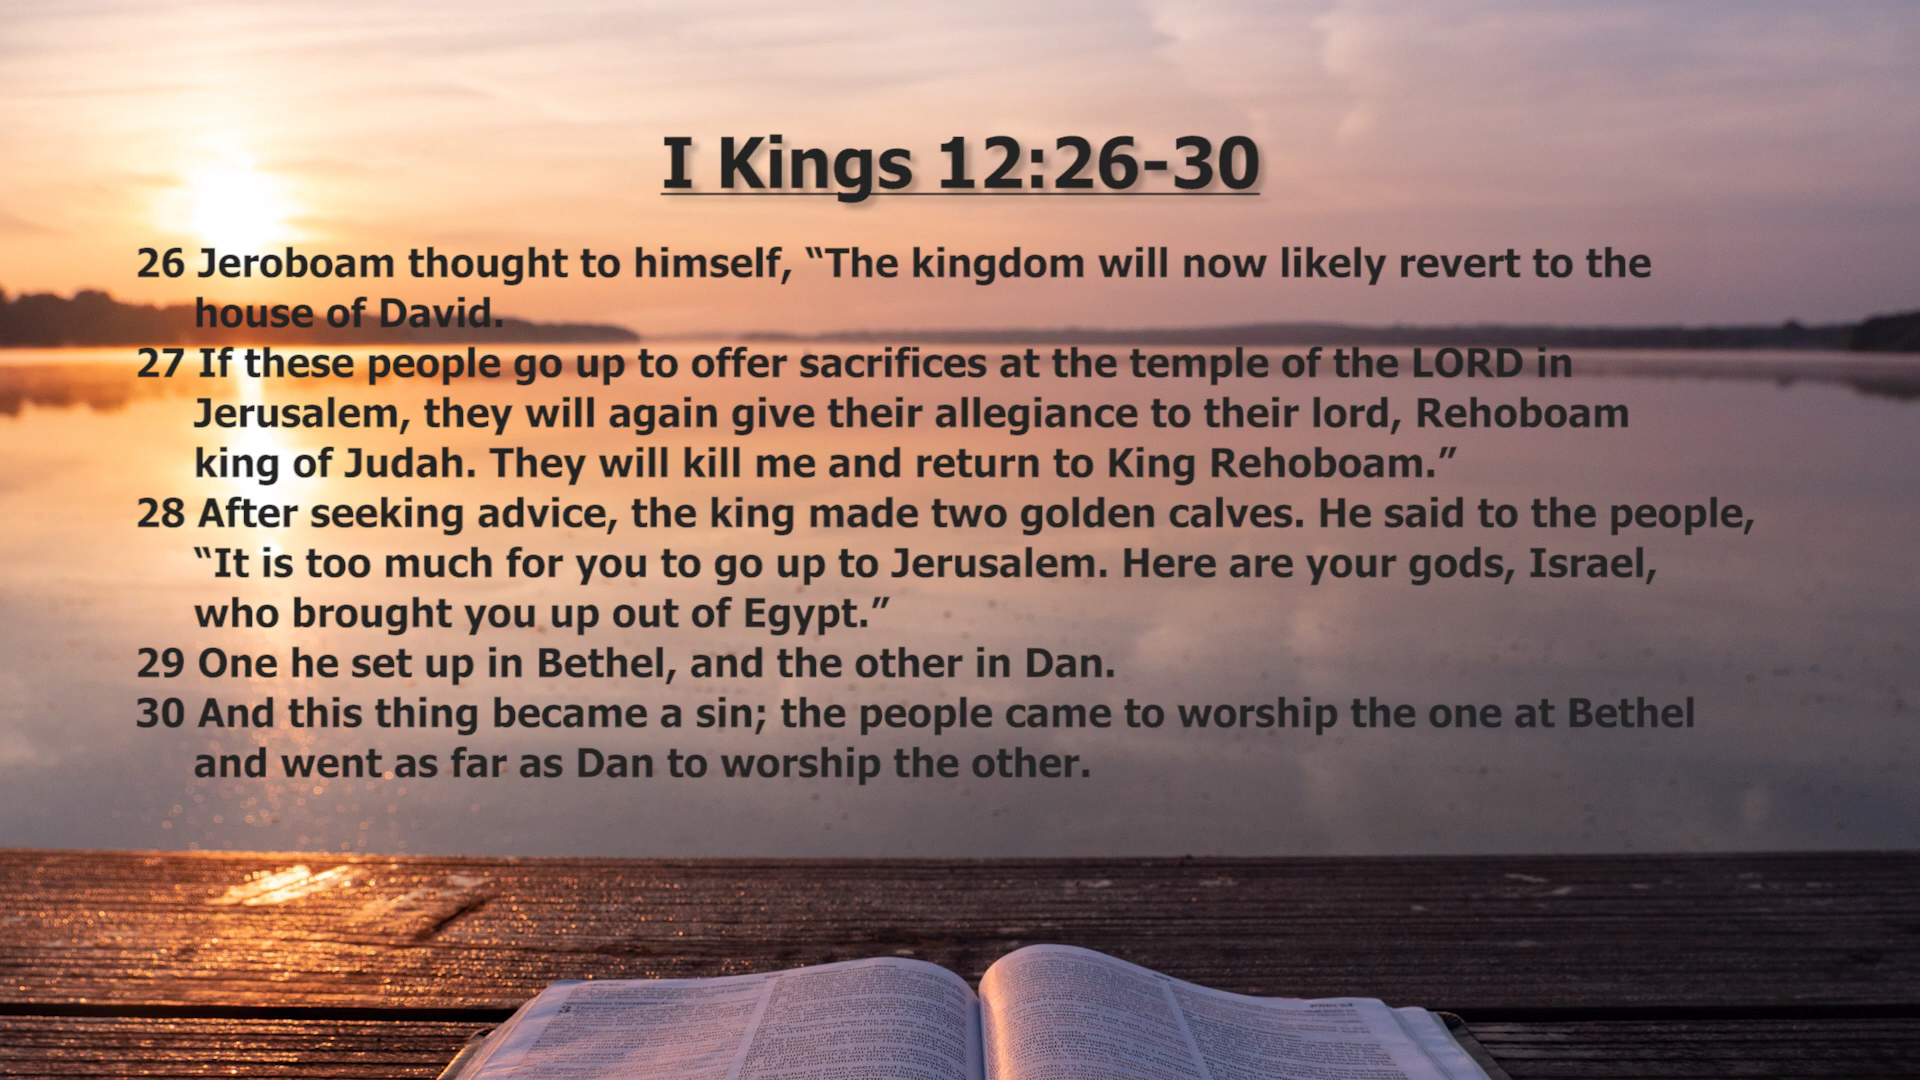 I Kings 12:26-30
26 Jeroboam thought to himself, “The kingdom will now likely revert to the
house of David.
27 If these people go up to offer sacrifices at the temple of the LORD in
Jerusalem, they will again give their allegiance to their lord, Rehoboam
king of Judah. They will kill me and return to King Rehoboam.”
28 After seeking advice, the king made two golden calves. He said to the people,
“It is too much for you to go up to Jerusalem. Here are your gods, Israel,
who brought you up out of Egypt.”
29 One he set up in Bethel, and the other in Dan.
30 And this thing became a sin; the people came to worship the one at Bethel
and went as far as Dan to worship the other.